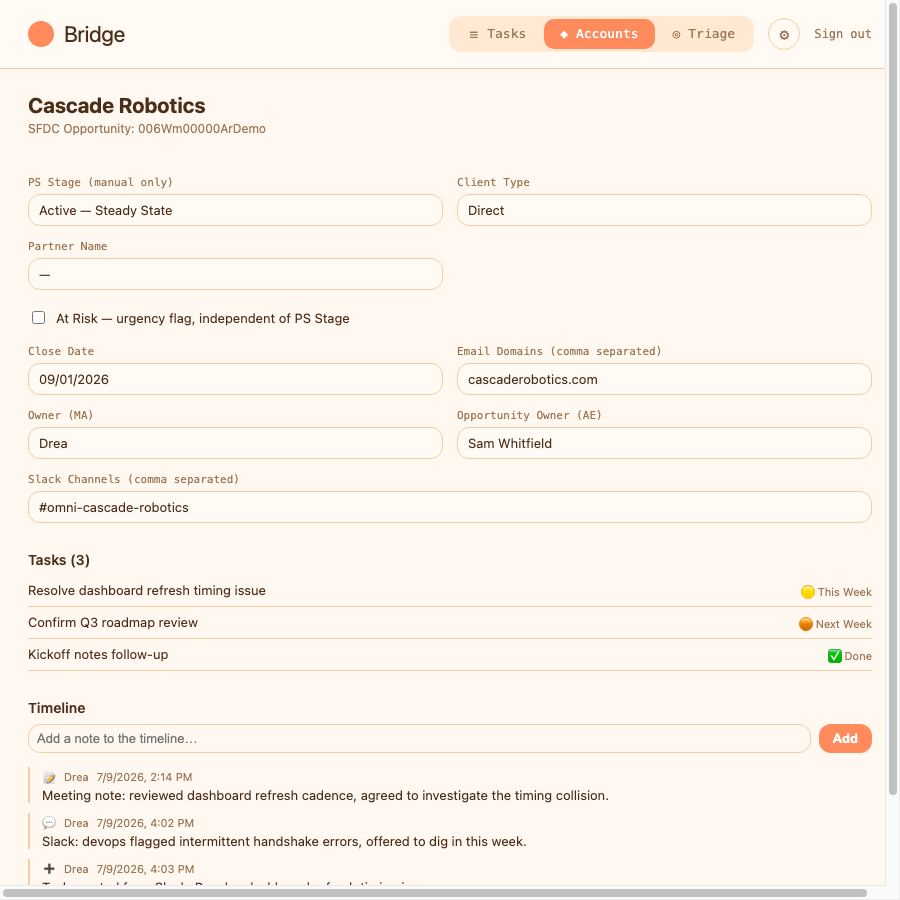 Bridge
≡ Tasks
◆ Accounts
◎ Triage
⚙
Sign out
Cascade Robotics
SFDC Opportunity: 006Wm00000ArDemo
PS Stage (manual only)
Client Type
Active — Steady State
Direct
Partner Name
—
At Risk — urgency flag, independent of PS Stage
Close Date
Email Domains (comma separated)
09/01/2026
cascaderobotics.com
Owner (MA)
Opportunity Owner (AE)
Drea
Sam Whitfield
Slack Channels (comma separated)
#omni-cascade-robotics
Tasks (3)
Resolve dashboard refresh timing issue
🟡 This Week
Confirm Q3 roadmap review
🟠 Next Week
Kickoff notes follow-up
✅ Done
Timeline
Add a note to the timeline…
Add
📝 Drea 7/9/2026, 2:14 PM
Meeting note: reviewed dashboard refresh cadence, agreed to investigate the timing collision.
💬 Drea 7/9/2026, 4:02 PM
Slack: devops flagged intermittent handshake errors, offered to dig in this week.
➕ Drea 7/9/2026, 4:03 PM